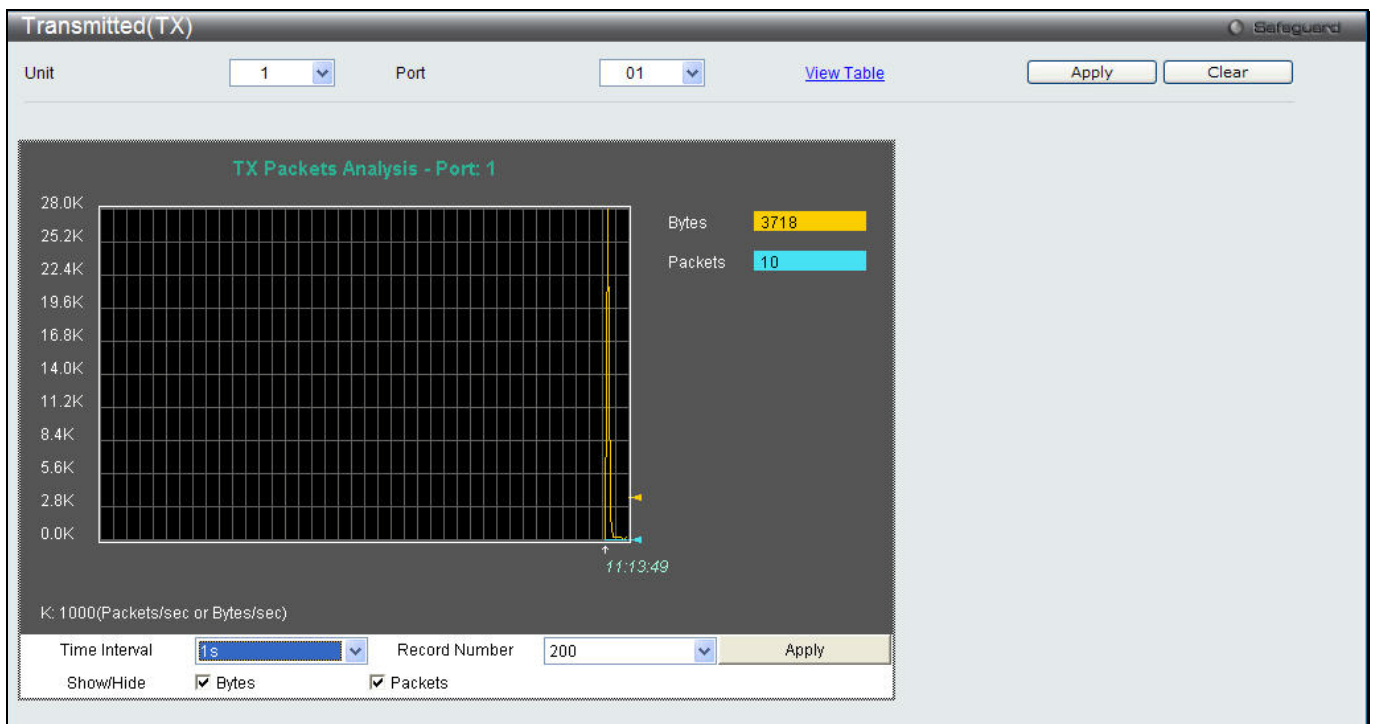 Transmitted(TX) Safeguard
Unit 1 Port 01 View Table Apply Clear
TX Packets Analysis - Port: 1
28.0K
Bytes 3718
25.2K
Packets 10
22.4K
19.6K
16.8K
14.0K
11.2K
8.4K
5.6K
2.8K
0.0K
11:13:49
K: 1000(Packets/sec or Bytes/sec)
Time Interval 1s Record Number 200 Apply
Show/Hide Bytes Packets